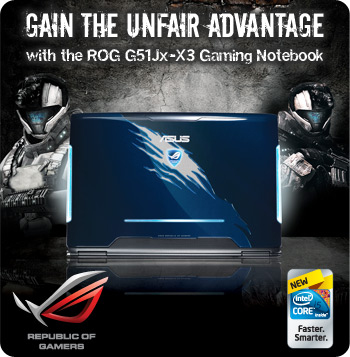 GAIN THE UNFAIR ADVANTAGE
with the ROG G51Jx-X3 Gaming Notebook
ASUS
REPUBLIC OF
GAMERS
NEW
intel
CORE
inside
Faster.
Smarter.